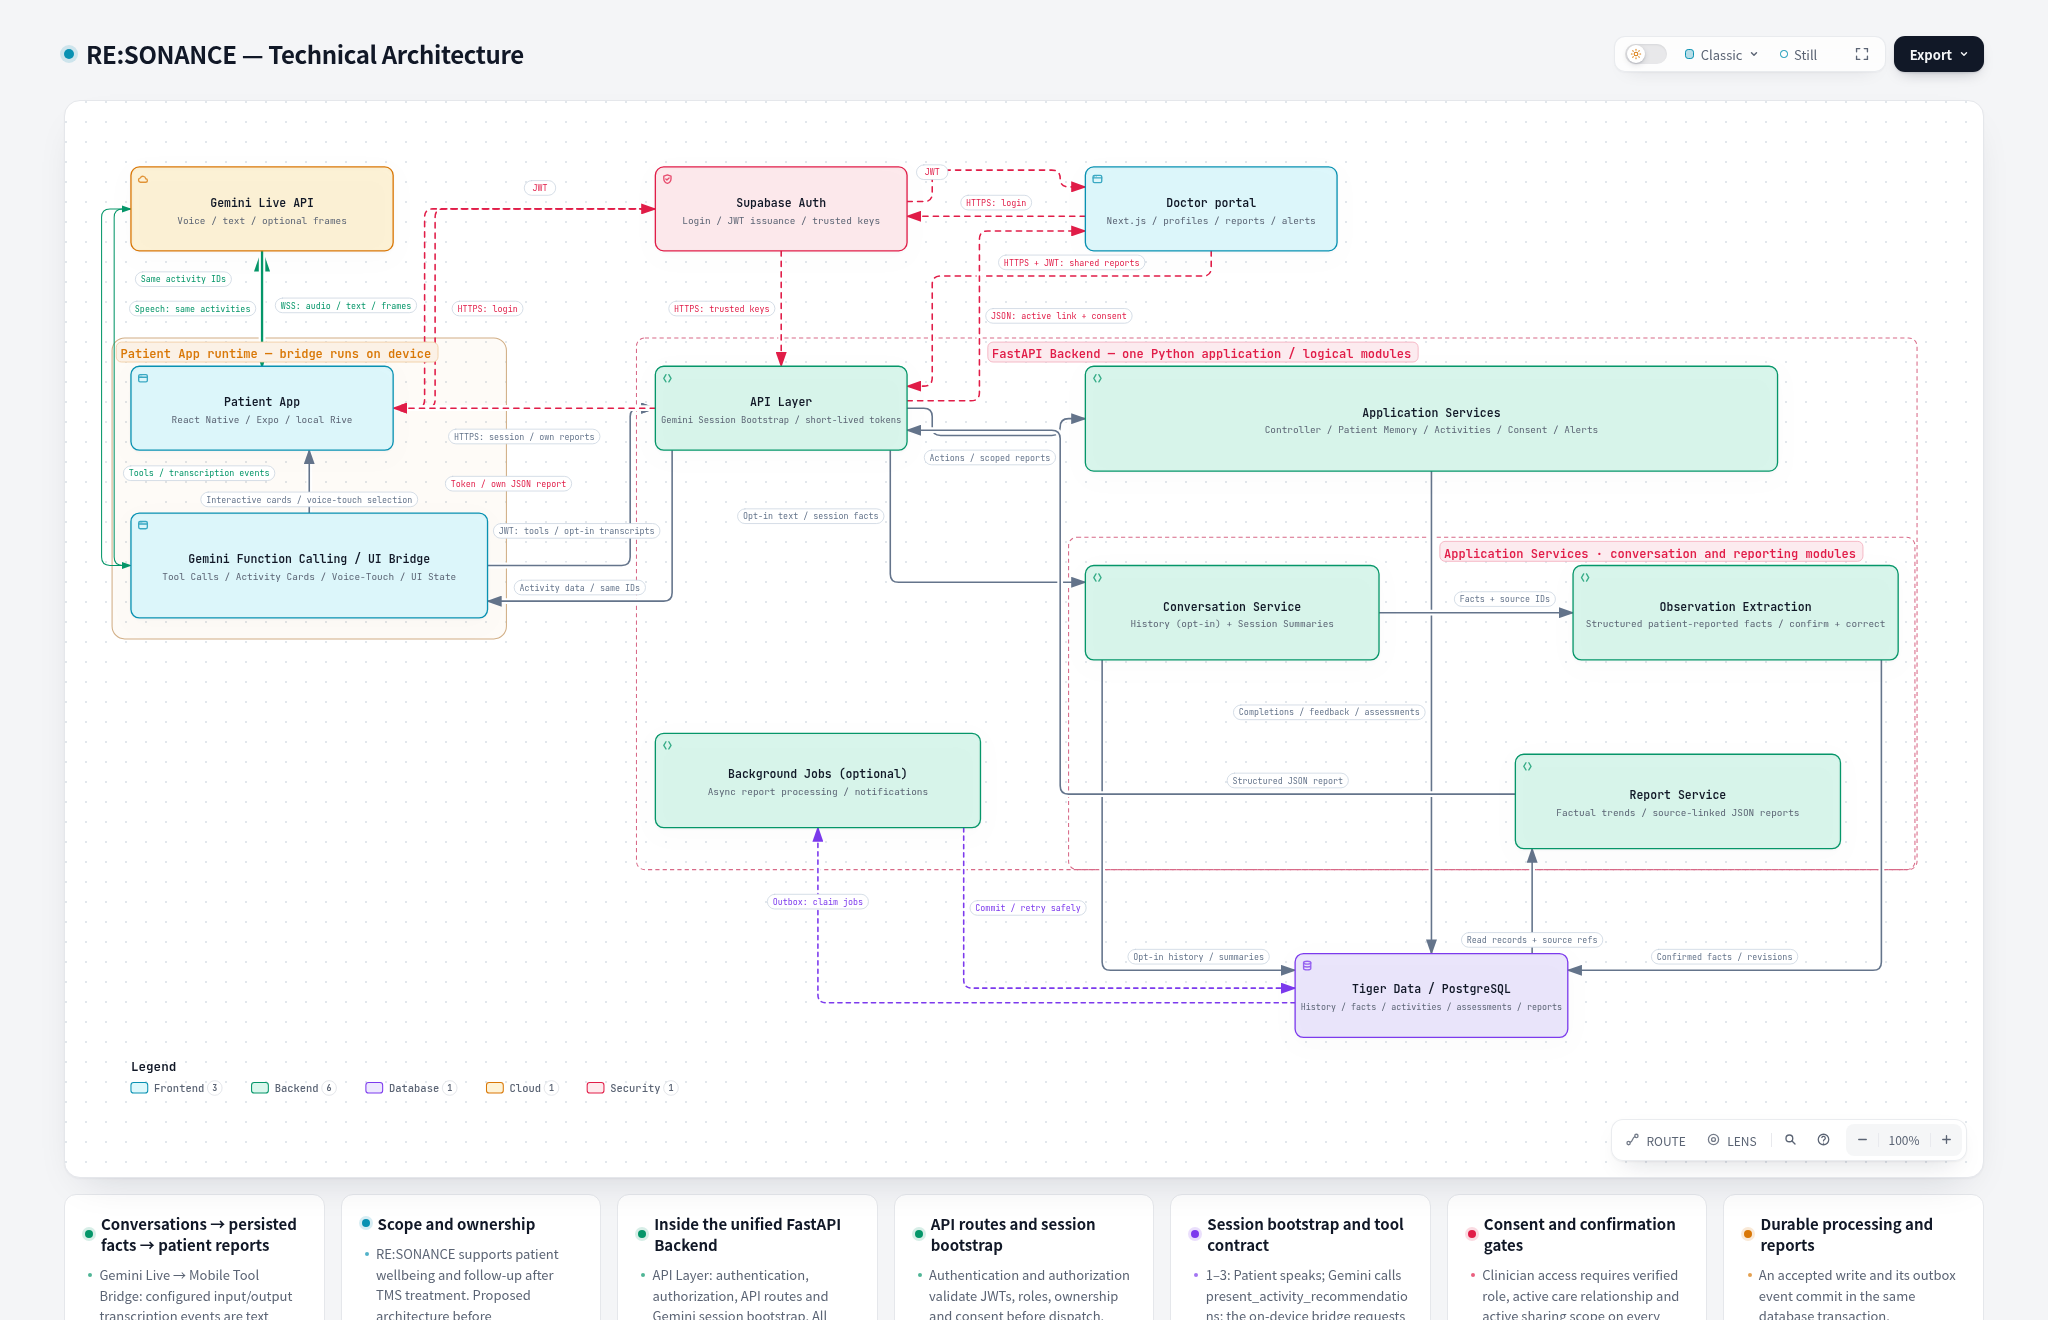 RE:SONANCE — Technical Architecture
Classic
Still
Export
Gemini Live API
Voice / text / optional frames
Supabase Auth
Login / JWT issuance / trusted keys
Doctor portal
Next.js / profiles / reports / alerts
JWT
JWT
HTTPS: login
HTTPS + JWT: shared reports
Same activity IDs
Speech: same activities
WSS: audio / text / frames
HTTPS: login
HTTPS: trusted keys
JSON: active link + consent
Patient App runtime — bridge runs on device
FastAPI Backend — one Python application / logical modules
Patient App
React Native / Expo / local Rive
API Layer
Gemini Session Bootstrap / short-lived tokens
Application Services
Controller / Patient Memory / Activities / Consent / Alerts
HTTPS: session / own reports
Actions / scoped reports
Tools / transcription events
Token / own JSON report
Interactive cards / voice-touch selection
Opt-in text / session facts
JWT: tools / opt-in transcripts
Gemini Function Calling / UI Bridge
Tool Calls / Activity Cards / Voice-Touch / UI State
Activity data / same IDs
Application Services · conversation and reporting modules
Conversation Service
History (opt-in) + Session Summaries
Facts + source IDs
Observation Extraction
Structured patient-reported facts / confirm + correct
Completions / feedback / assessments
Background Jobs (optional)
Async report processing / notifications
Structured JSON report
Report Service
Factual trends / source-linked JSON reports
Outbox: claim jobs
Commit / retry safely
Read records + source refs
Opt-in history / summaries
Confirmed facts / revisions
Tiger Data / PostgreSQL
History / facts / activities / assessments / reports
Legend
Frontend 3
Backend 6
Database 1
Cloud 1
Security 1
ROUTE
LENS
100%
Conversations → persisted
facts → patient reports
• Gemini Live → Mobile Tool
Bridge: configured input/output
transcription events are text
Scope and ownership
• RE:SONANCE supports patient
wellbeing and follow-up after
TMS treatment. Proposed
architecture before
Inside the unified FastAPI
Backend
• API Layer: authentication,
authorization, API routes and
Gemini session bootstrap. All
API routes and session
bootstrap
• Authentication and authorization
validate JWTs, roles, ownership
and consent before dispatch.
Session bootstrap and tool
contract
• 1–3: Patient speaks; Gemini calls
present_activity_recommendatio
ns; the on-device bridge requests
Consent and confirmation
gates
• Clinician access requires verified
role, active care relationship and
active sharing scope on every
Durable processing and
reports
• An accepted write and its outbox
event commit in the same
database transaction.